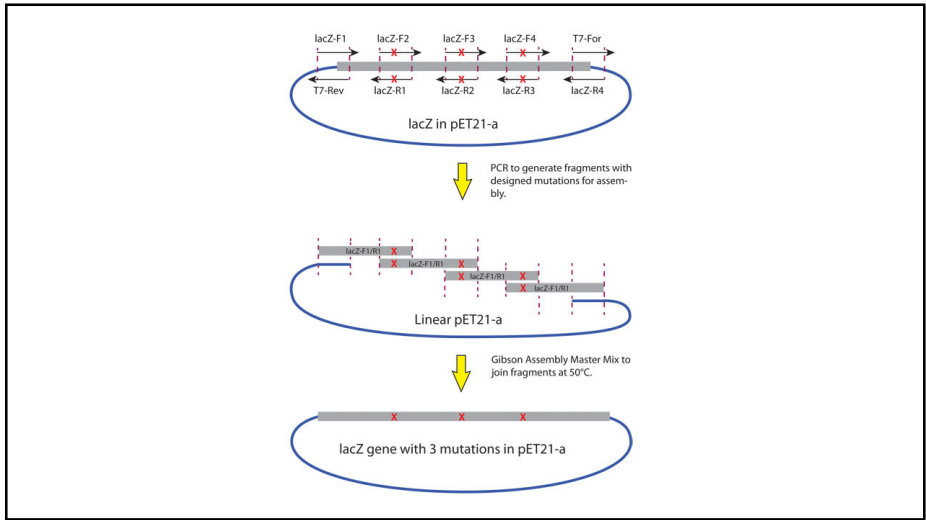 lacZ-F1 lacZ-F2 lacZ-F3 lacZ-F4 T7-For
X X X
X X X
T7-Rev lacZ-R1 lacZ-R2 lacZ-R3 lacZ-R4
lacZ in pET21-a
PCR to generate fragments with
designed mutations for assem-
bly.
lacZ-F1/R1 X
X lacZ-F1/R1 X
X lacZ-F1/R1 X
X lacZ-F1/R1
Linear pET21-a
Gibson Assembly Master Mix to
join fragments at 50°C.
X X X
lacZ gene with 3 mutations in pET21-a